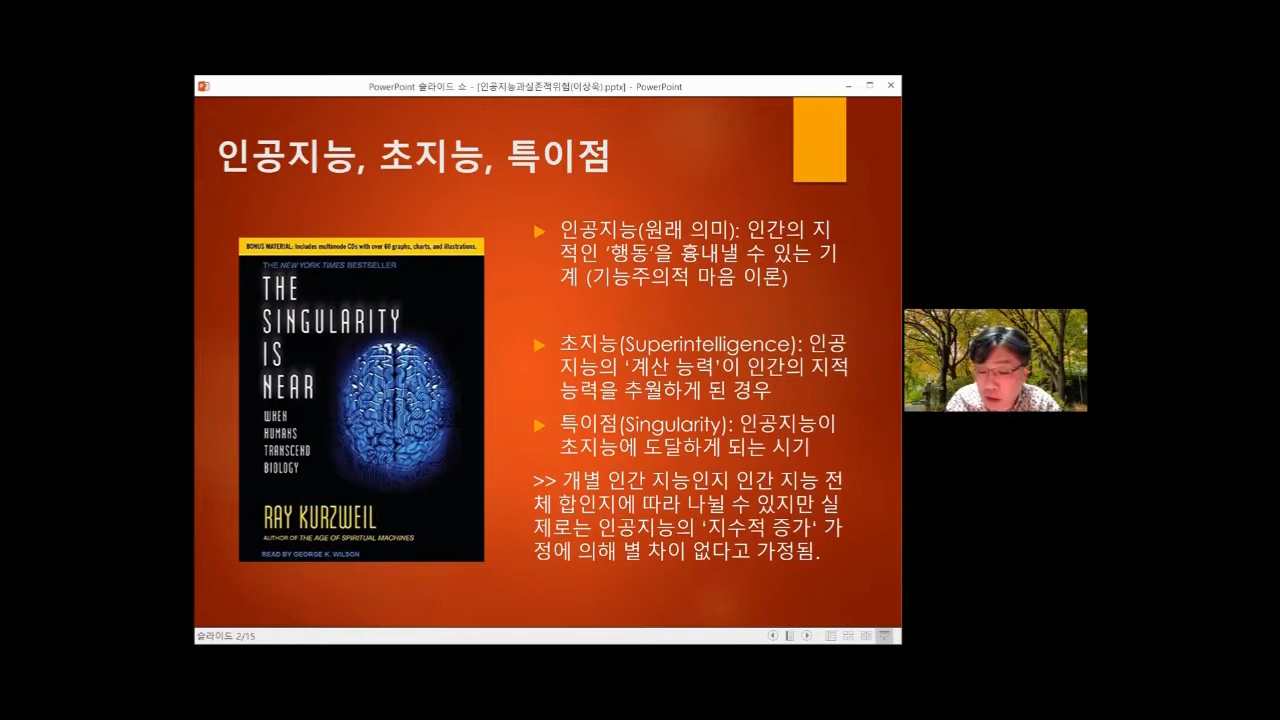 PowerPoint 슬라이드 쇼 - [인공지능과실존적위험(이상욱).pptx] - PowerPoint
인공지능, 초지능, 특이점
BONUS MATERIAL: Includes multimode CDs with over 60 graphs, charts, and illustrations.
THE NEW YORK TIMES BESTSELLER
THE
SINGULARITY
IS
NEAR
WHEN
HUMANS
TRANSCEND
BIOLOGY
RAY KURZWEIL
AUTHOR OF THE AGE OF SPIRITUAL MACHINES
READ BY GEORGE K. WILSON
인공지능(원래 의미): 인간의 지
적인 ‘행동’을 흉내낼 수 있는 기
계 (기능주의적 마음 이론)
초지능(Superintelligence): 인공
지능의 ‘계산 능력’이 인간의 지적
능력을 추월하게 된 경우
특이점(Singularity): 인공지능이
초지능에 도달하게 되는 시기
>> 개별 인간 지능인지 인간 지능 전
체 합인지에 따라 나뉠 수 있지만 실
제로는 인공지능의 ‘지수적 증가‘ 가
정에 의해 별 차이 없다고 가정됨.
슬라이드 2/15